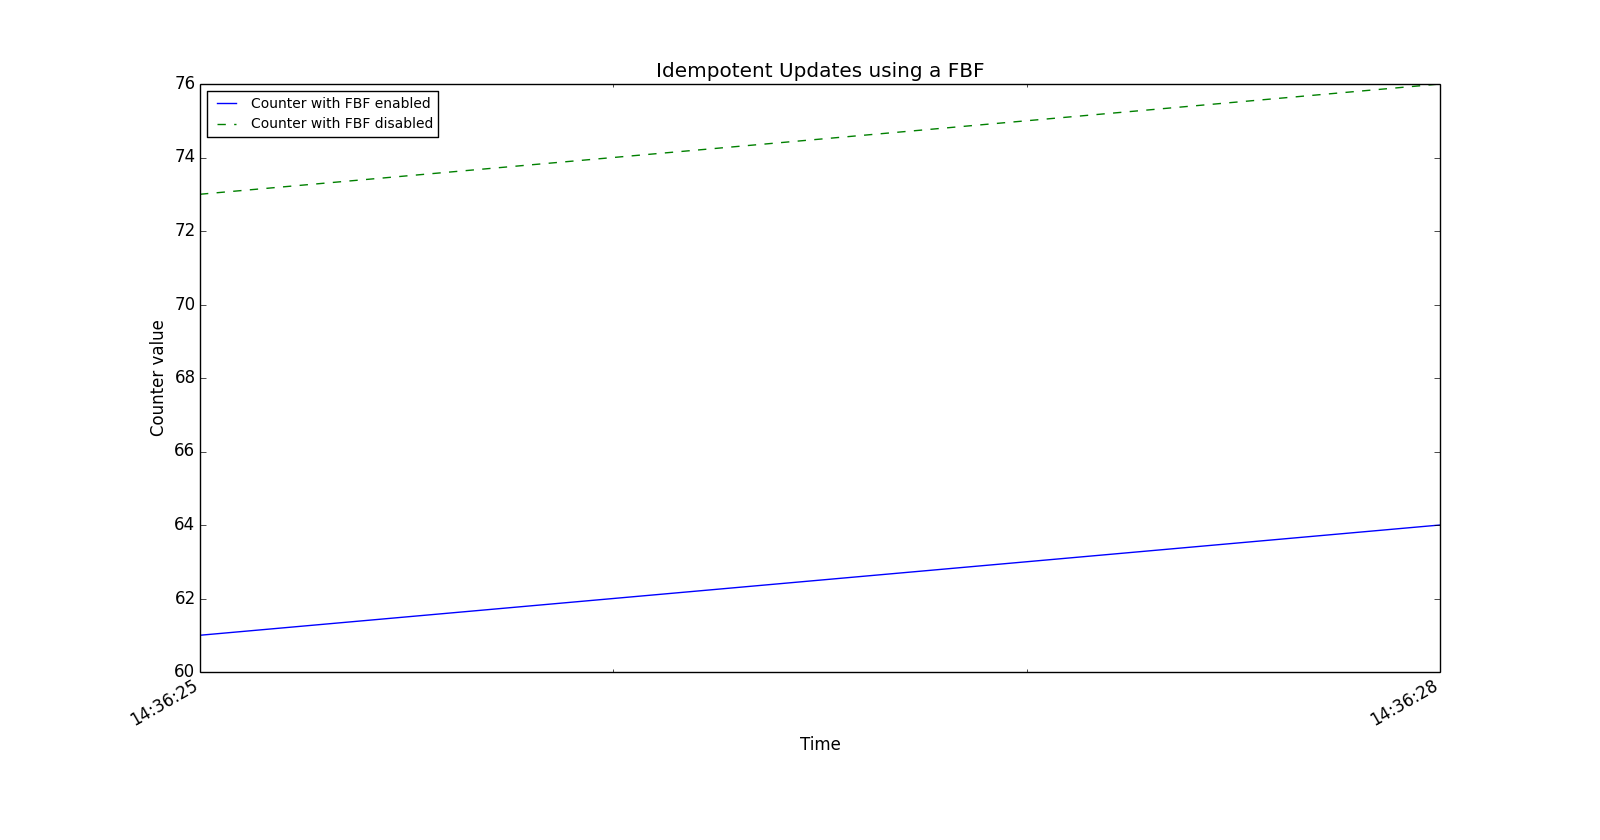 Idempotent Updates using a FBF
76
Counter with FBF enabled
Counter with FBF disabled
74
72
70
68
66
64
62
60
Counter value
14:36:25
14:36:28
Time